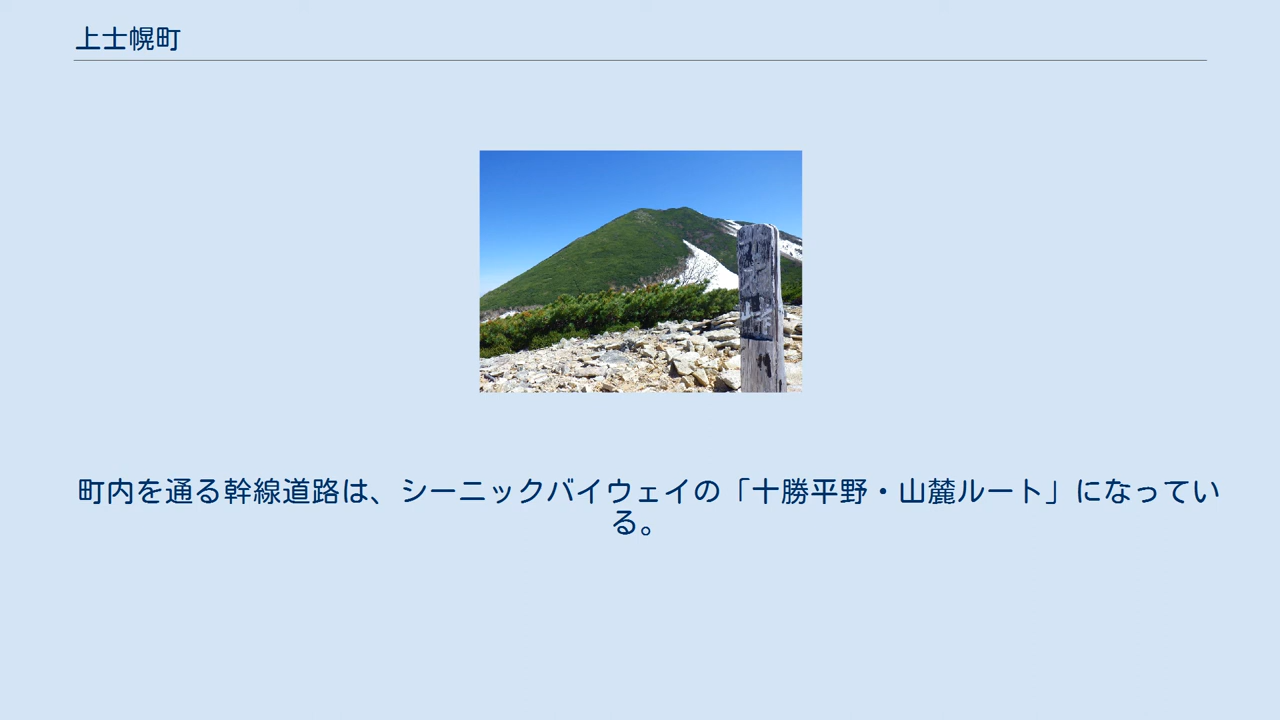 上士幌町
町内を通る幹線道路は、シーニックバイウェイの「十勝平野・山麓ルート」になってい
る。